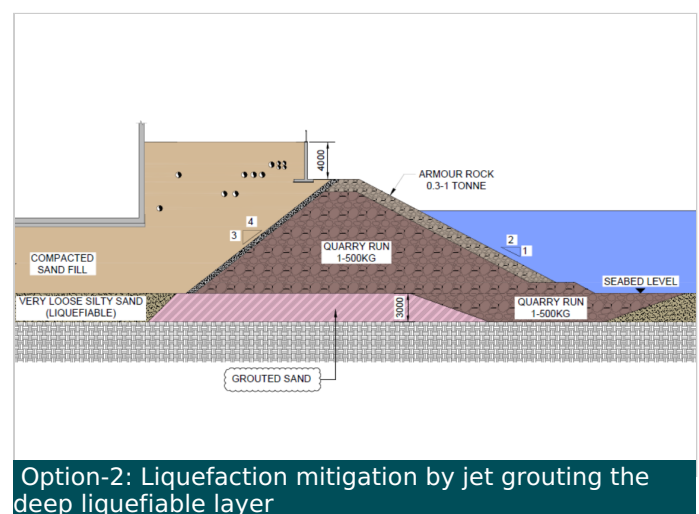 4000
ARMOUR ROCK
0.3-1 TONNE
4
3
QUARRY RUN
1-500KG
2
1
COMPACTED
SAND FILL
SEABED LEVEL
VERY LOOSE SILTY SAND
(LIQUEFIABLE)
3000
QUARRY RUN
1-500KG
GROUTED SAND
Option-2: Liquefaction mitigation by jet grouting the
deep liquefiable layer